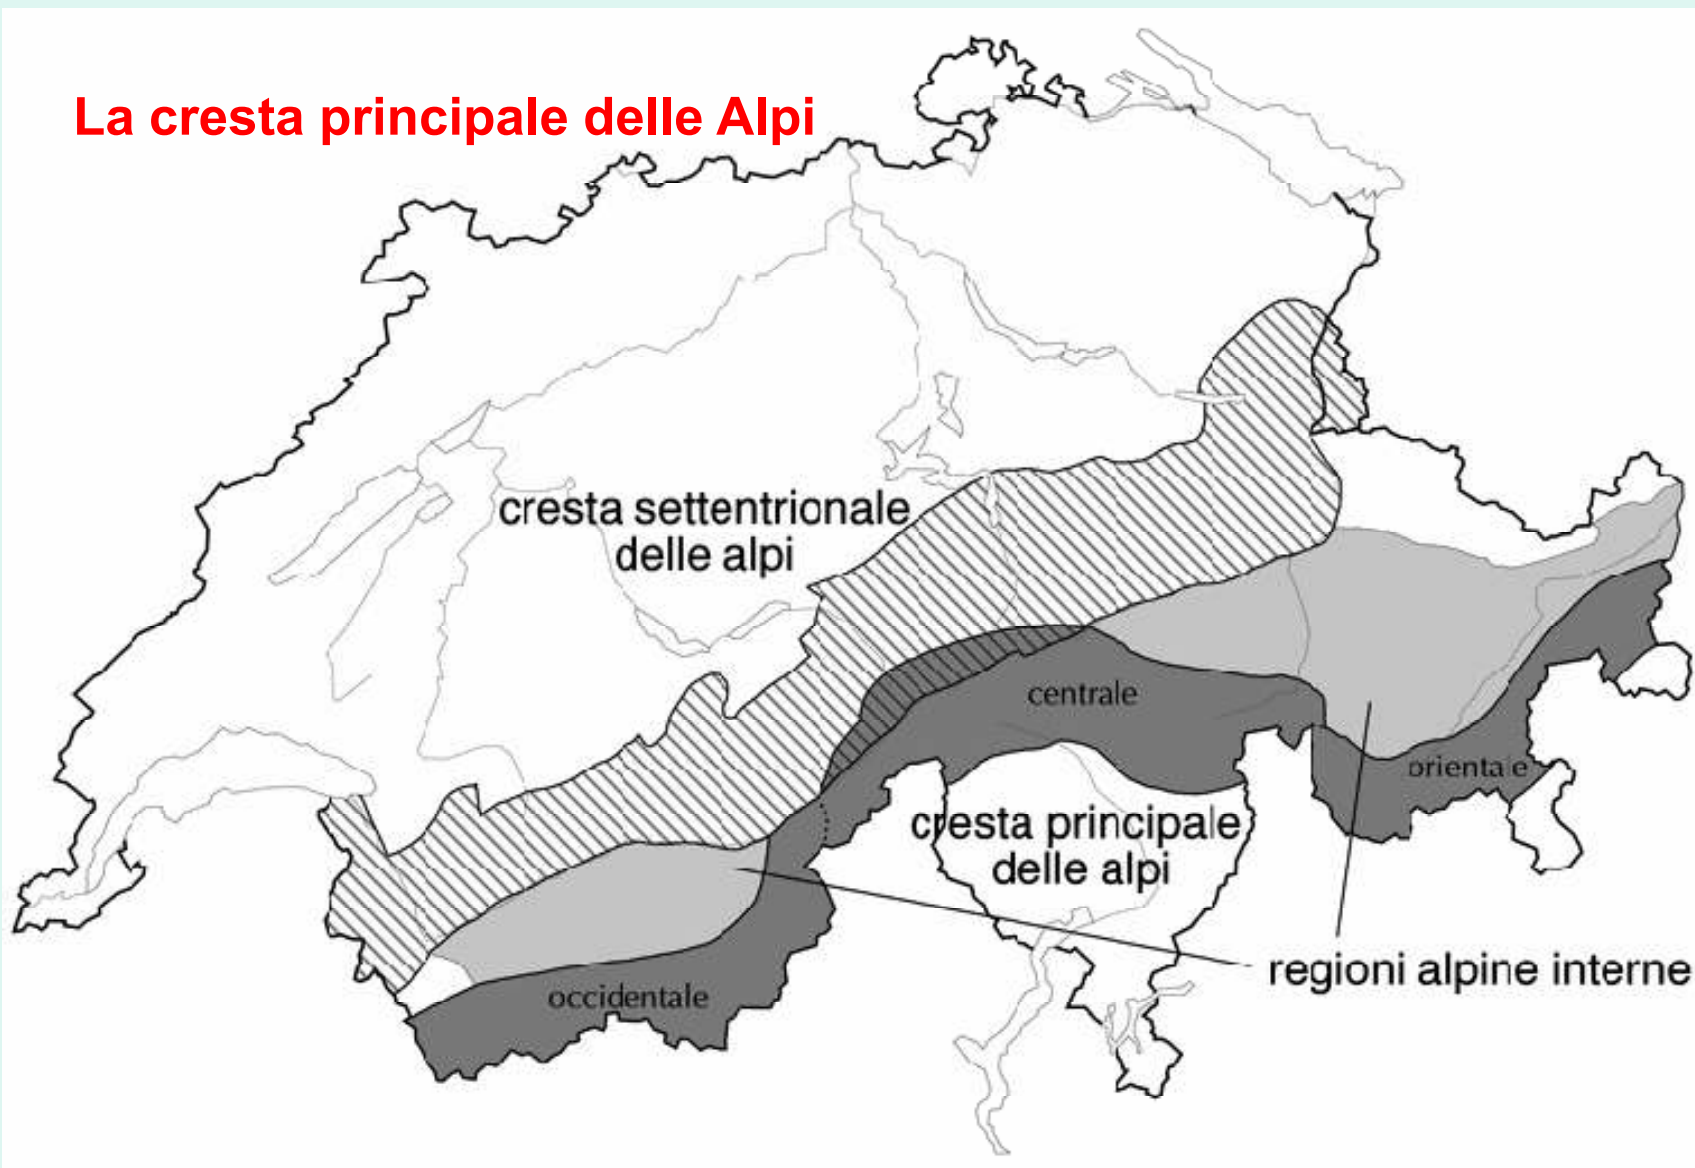 La cresta principale delle Alpi
cresta settentrionale
delle alpi
centrale
orientale
cresta principale
delle alpi
regioni alpine interne
occidentale